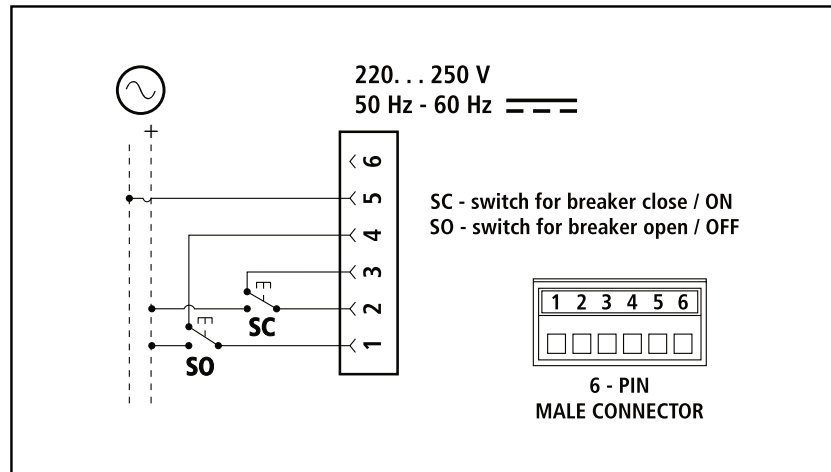 220. . . 250 V
50 Hz - 60 Hz
+
6
5
4
3
2
1
SC
SO
SC - switch for breaker close / ON
SO - switch for breaker open / OFF
1 2 3 4 5 6
6 - PIN
MALE CONNECTOR